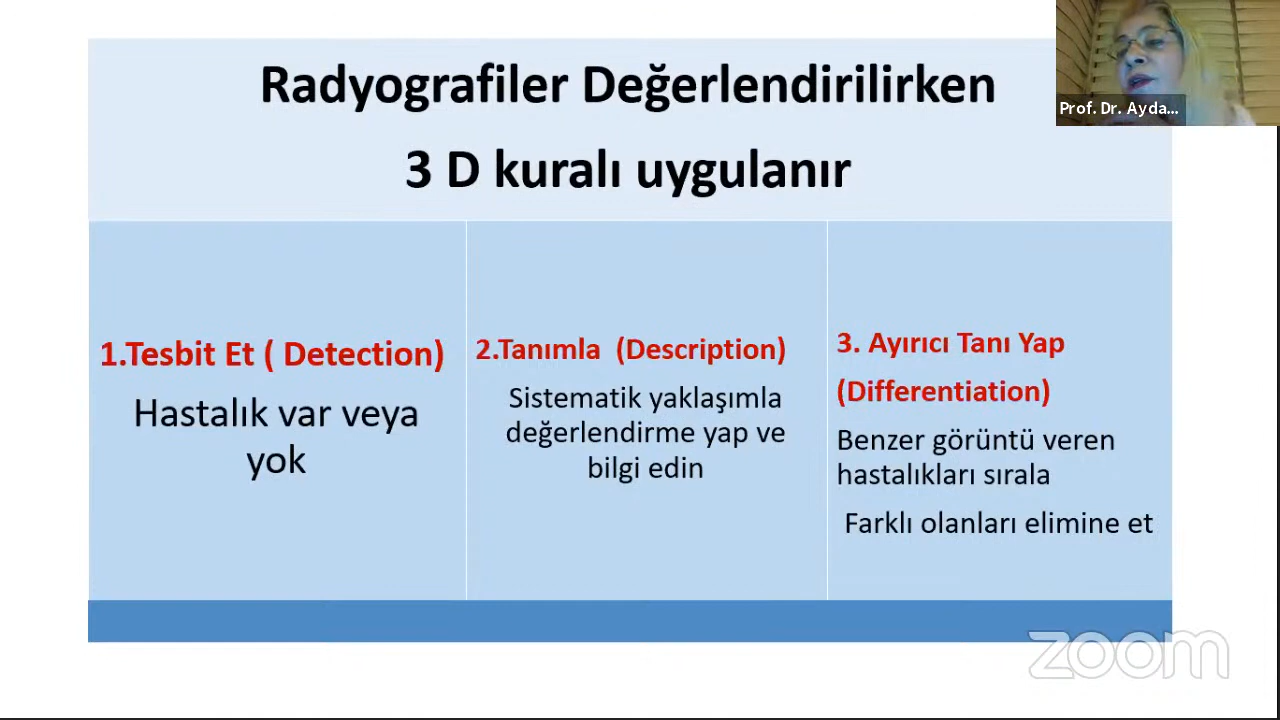 Radyografiler Değerlendirilirken
3 D kuralı uygulanır
Prof. Dr. Ayda...
1.Tesbit Et ( Detection)
Hastalık var veya
yok
2.Tanımla (Description)
Sistematik yaklaşımla
değerlendirme yap ve
bilgi edin
3. Ayırıcı Tanı Yap
(Differentiation)
Benzer görüntü veren
hastalıkları sırala
Farklı olanları elimine et
zoom